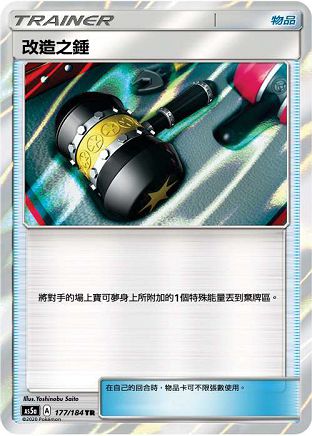 TRAINER 物品
改造之錘
將對手的場上寶可夢身上所附加的1個特殊能量丟到棄牌區。
Illus. Yoshinobu Saito
AS5a A 177/184 TR
©2020 Pokémon
在自己的回合時，物品卡可不限張數使用。